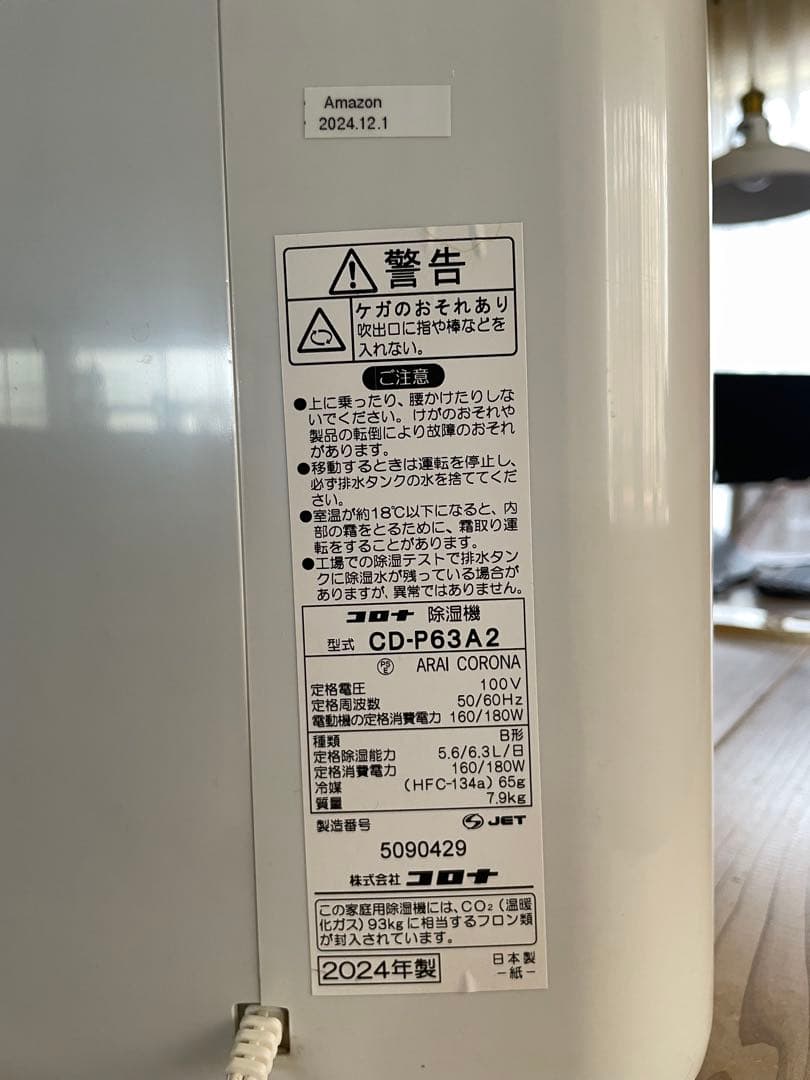 Amazon
2024.12.1
警告
ケガのおそれあり
吹出口に指や棒などを
入れない。
ご注意
●上に乗ったり、腰かけたりしな
いでください。けがのおそれや
製品の転倒により故障のおそれ
があります。
●移動するときは運転を停止し、
必ず排水タンクの水を捨ててくだ
さい。
●室温が約18℃以下になると、内
部の霜をとるために、霜取り運
転をすることがあります。
●工場での除湿テストで排水タン
クに除湿水が残っている場合が
ありますが、異常ではありません。
コロナ 除湿機
型式 CD-P63A2
PSE ARAI CORONA
定格電圧 100V
定格周波数 50/60Hz
電動機の定格消費電力 160/180W
種類 B形
定格除湿能力 5.6/6.3L/日
定格消費電力 160/180W
冷媒 (HFC-134a) 65g
質量 7.9kg
製造番号 JET
5090429
株式会社 コロナ
この家庭用除湿機には、CO₂(温暖
化ガス)93kgに相当するフロン類
が封入されています。
2024年製 日本製
－紙－